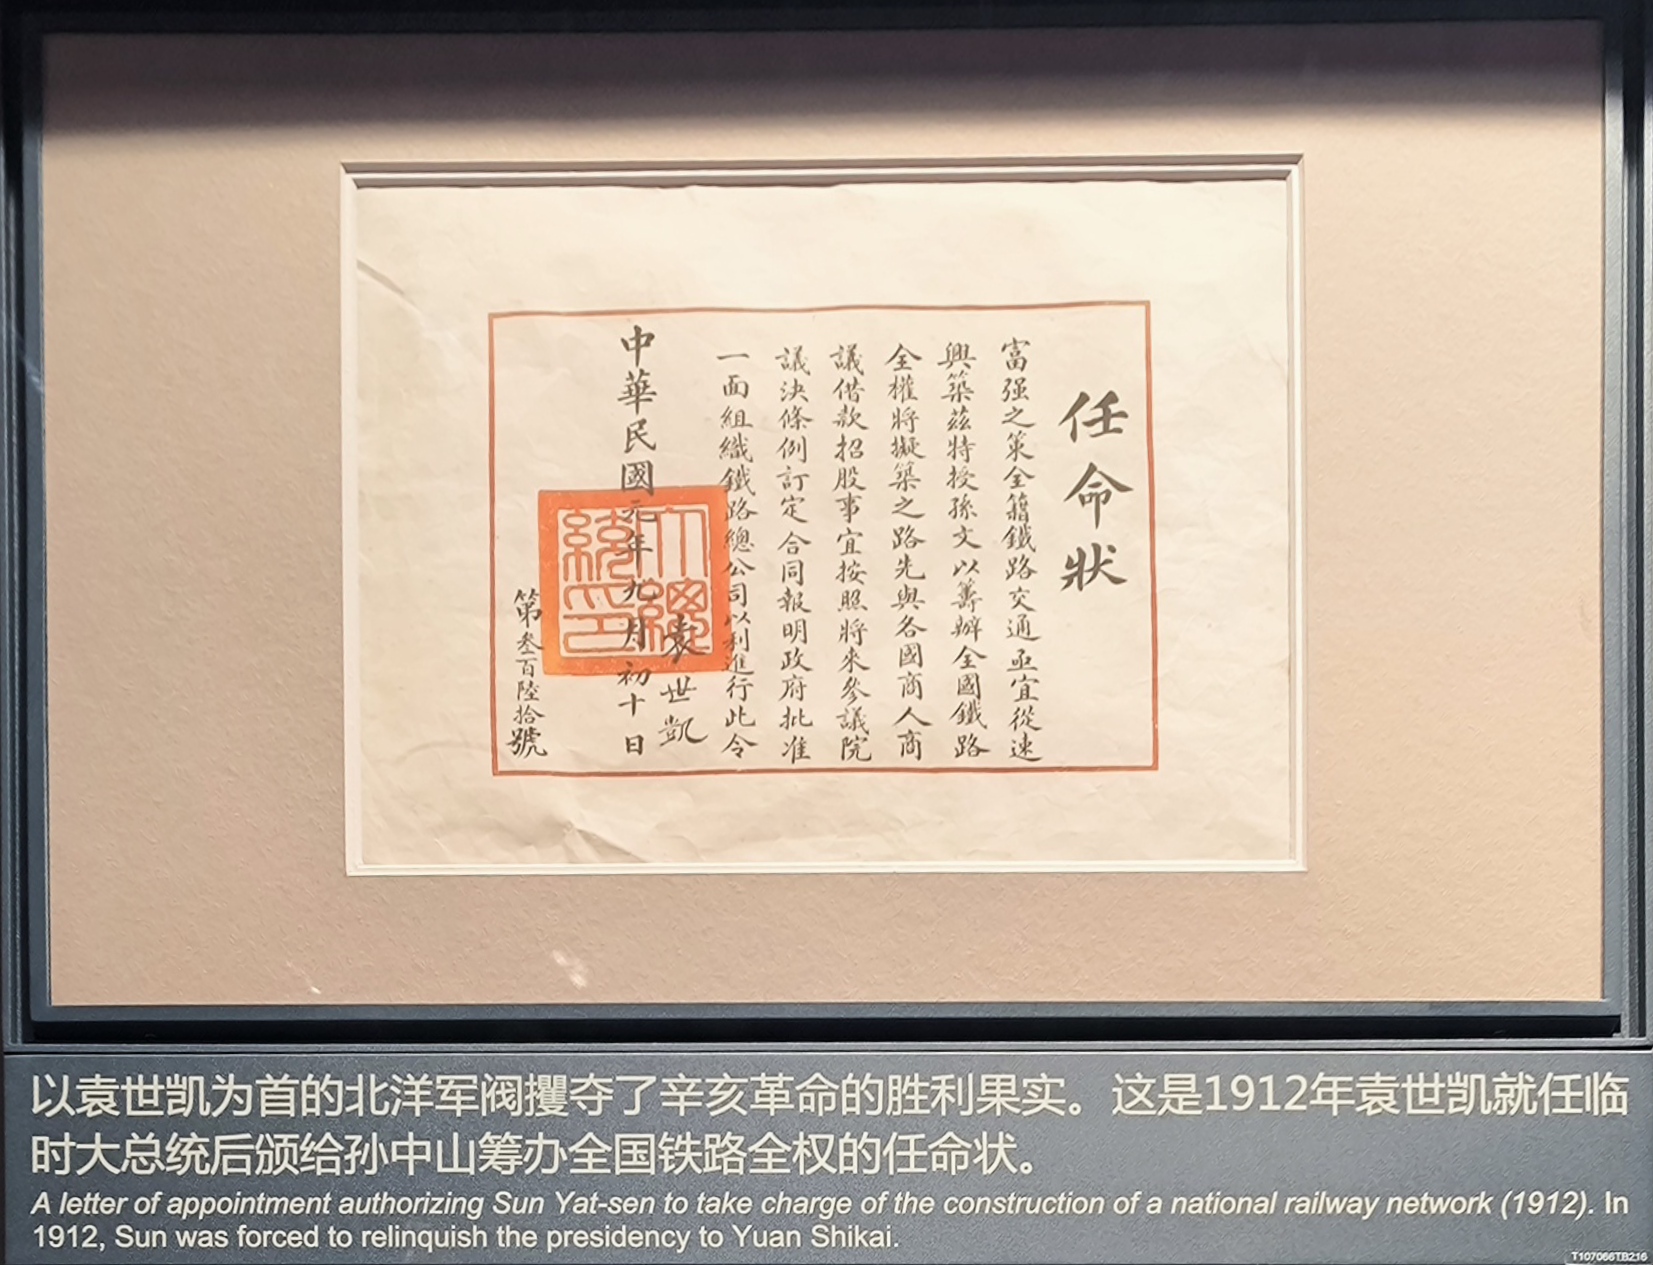 任命狀
富强之策全籍鐵路交通亟宜從速
興築茲特授孫文以籌辦全國鐵路
全權將擬築之路先與各國商人商
議借款招股事宜按照將來參議院
議決條例訂定合同報明政府批准
一面組織鐵路總公司以利進行此令
袁世凱
中華民國元年九月初十日
大總統印
第叁百陸拾號
以袁世凯为首的北洋军阀攫夺了辛亥革命的胜利果实。这是1912年袁世凯就任临
时大总统后颁给孙中山筹办全国铁路全权的任命状。
A letter of appointment authorizing Sun Yat-sen to take charge of the construction of a national railway network (1912). In
1912, Sun was forced to relinquish the presidency to Yuan Shikai.
T107066TB216